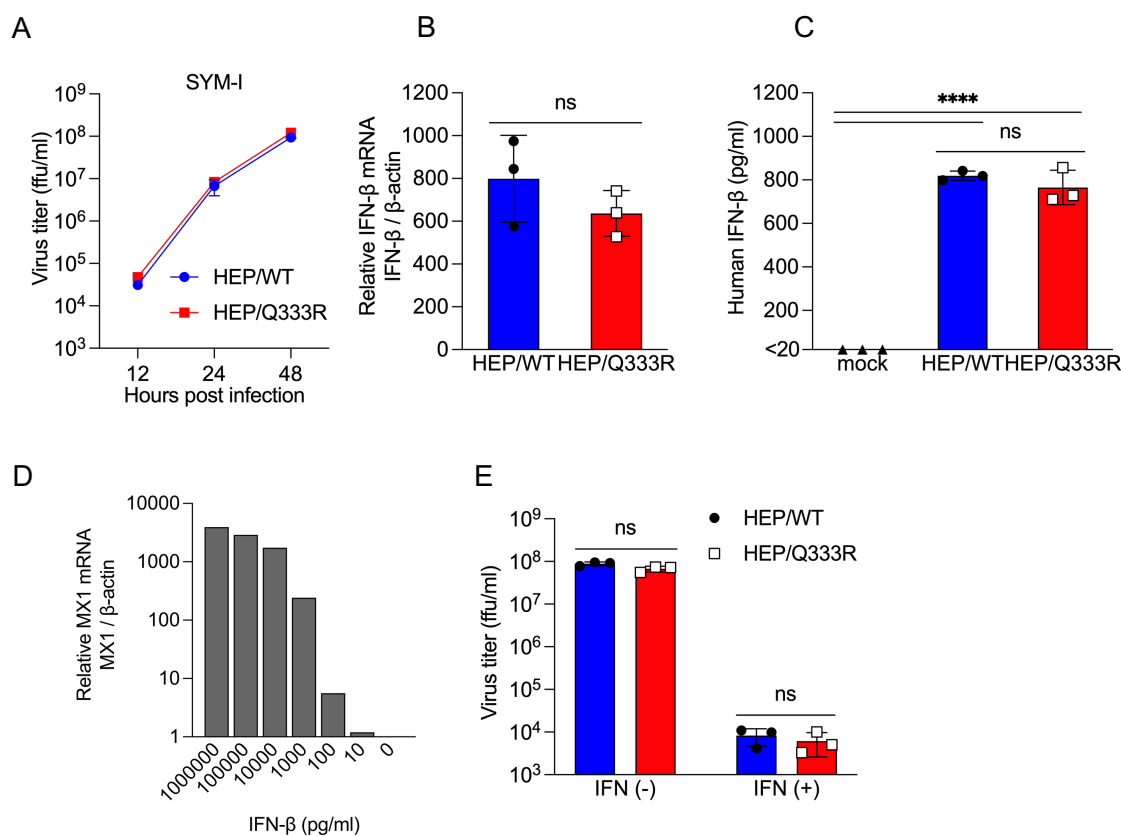 A
SYM-I
Virus titer (ffu/ml)
10⁹
10⁸
10⁷
10⁶
10⁵
10⁴
10³
HEP/WT
HEP/Q333R
12
24
48
Hours post infection
B
Relative IFN-β mRNA
IFN-β / β-actin
1200
1000
800
600
400
200
0
ns
HEP/WT
HEP/Q333R
C
Human IFN-β (pg/ml)
1200
1000
800
600
400
200
<20
****
ns
mock
HEP/WT
HEP/Q333R
D
Relative MX1 mRNA
MX1 / β-actin
10000
1000
100
10
1
1000000
100000
10000
1000
100
10
0
IFN-β (pg/ml)
E
Virus titer (ffu/ml)
10⁹
10⁸
10⁷
10⁶
10⁵
10⁴
10³
ns
ns
IFN (-)
IFN (+)
HEP/WT
HEP/Q333R